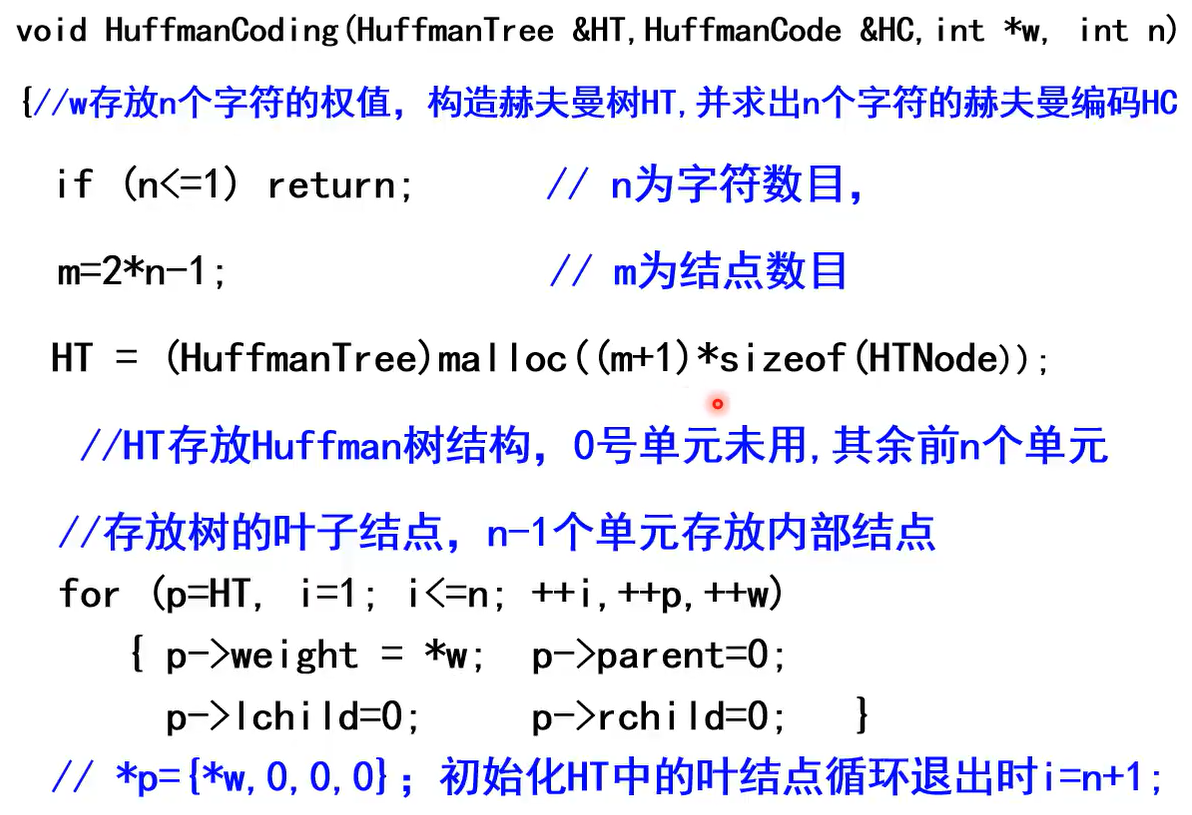 void HuffmanCoding(HuffmanTree &HT,HuffmanCode &HC,int *w, int n)
{//w存放n个字符的权值，构造赫夫曼树HT,并求出n个字符的赫夫曼编码HC
if (n<=1) return; // n为字符数目,
m=2*n-1; // m为结点数目
HT = (HuffmanTree)malloc((m+1)*sizeof(HTNode));
//HT存放Huffman树结构，0号单元未用,其余前n个单元
//存放树的叶子结点，n-1个单元存放内部结点
for (p=HT, i=1; i<=n; ++i,++p,++w)
{ p->weight = *w; p->parent=0;
p->lchild=0; p->rchild=0; }
// *p={*w,0,0,0}；初始化HT中的叶结点循环退出时i=n+1;